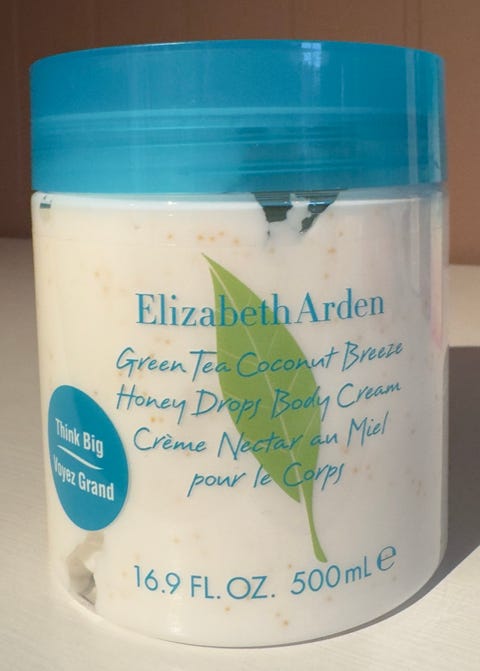 Elizabeth Arden
Green Tea Coconut Breeze
Honey Drops Body Cream
Crème Nectar au Miel
pour le Corps
Think Big
Voyez Grand
16.9 FL. OZ. 500 mL ℮